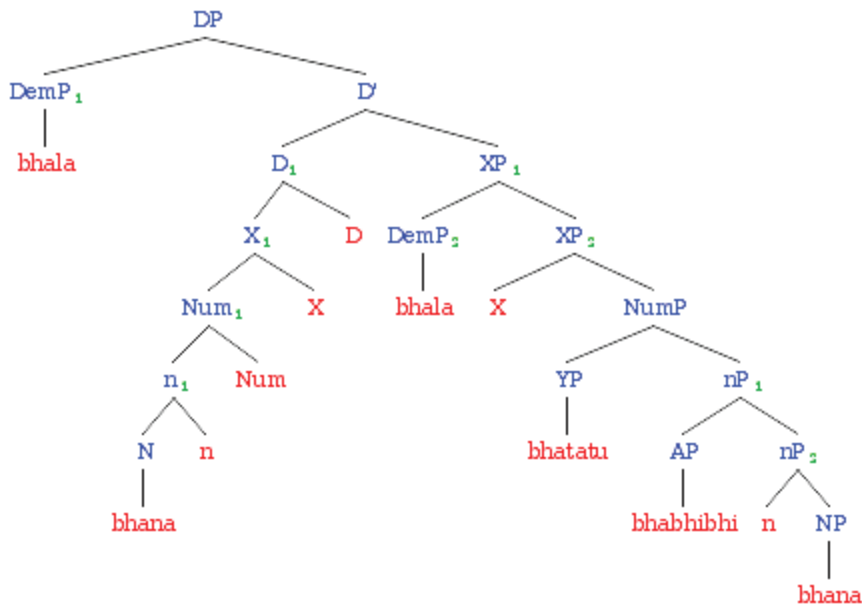 DP
DemP₁ D'
bhala D₁ XP₁
X₁ D DemP₂ XP₂
Num₁ X bhala X NumP
n₁ Num YP nP₁
N n bhatatu AP nP₂
bhana bhabhibhi n NP
bhana